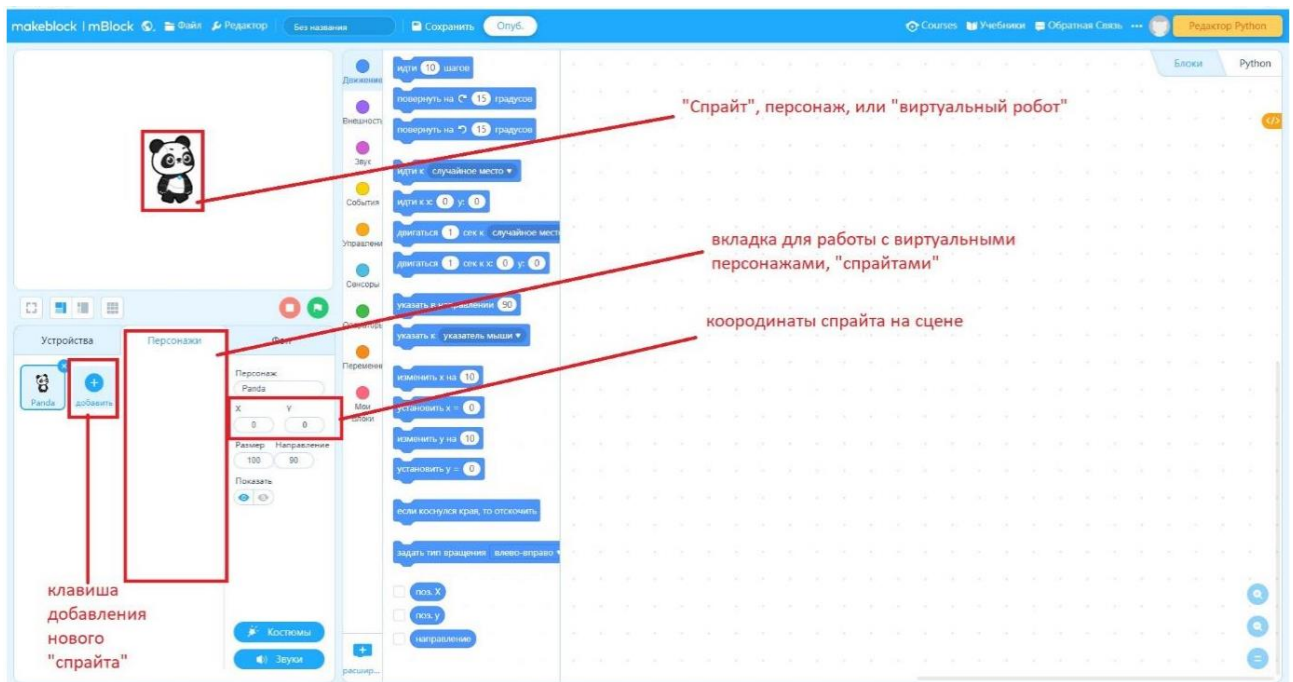 makeblock | mBlock Файл Редактор Без названия Сохранить Опуб. Courses Учебники Обратная Связь ••• Редактор Python
Блоки Python
"Спрайт", персонаж, или "виртуальный робот"
вкладка для работы с виртуальными
персонажами, "спрайтами"
координаты спрайта на сцене
Устройства Персонажи Фон
Panda
добавить
Персонаж
Panda
X Y
0 0
Размер Направление
100 90
Показать
клавиша
добавления
нового
"спрайта"
Костюмы
Звуки
Движение
Внешность
Звук
События
Управлени
Сенсоры
Переменн
Мои
Блоки
расшир...
идти 10 шагов
повернуть на 15 градусов
повернуть на 15 градусов
идти к случайное место
идти к x: 0 y: 0
двигаться 1 сек к случайное мест
двигаться 1 сек к x: 0 y: 0
указать в направлении 90
указать к указатель мыши
изменить x на 10
установить x = 0
изменить y на 10
установить y = 0
если коснулся края, то отскочить
задать тип вращения влево-вправо
поз. X
поз. y
направление